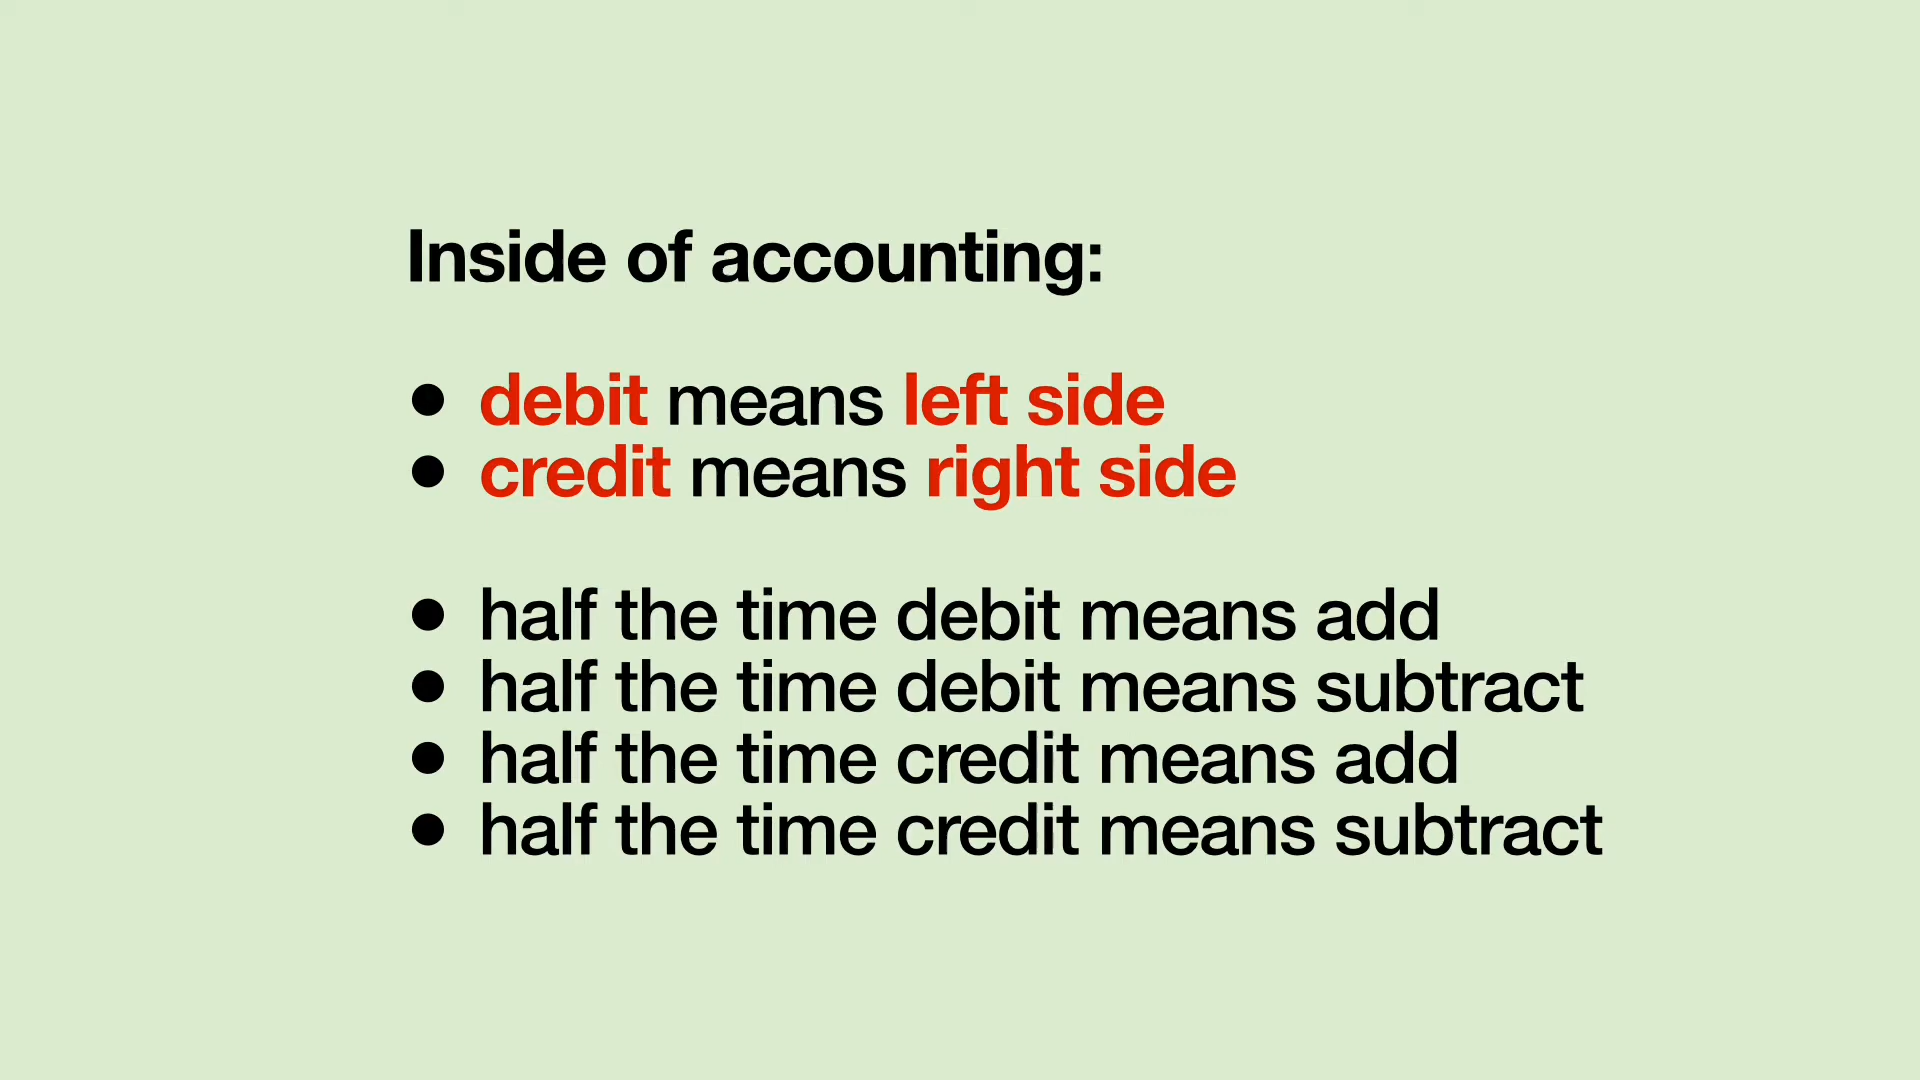 Inside of accounting:
● debit means left side
● credit means right side
● half the time debit means add
● half the time debit means subtract
● half the time credit means add
● half the time credit means subtract